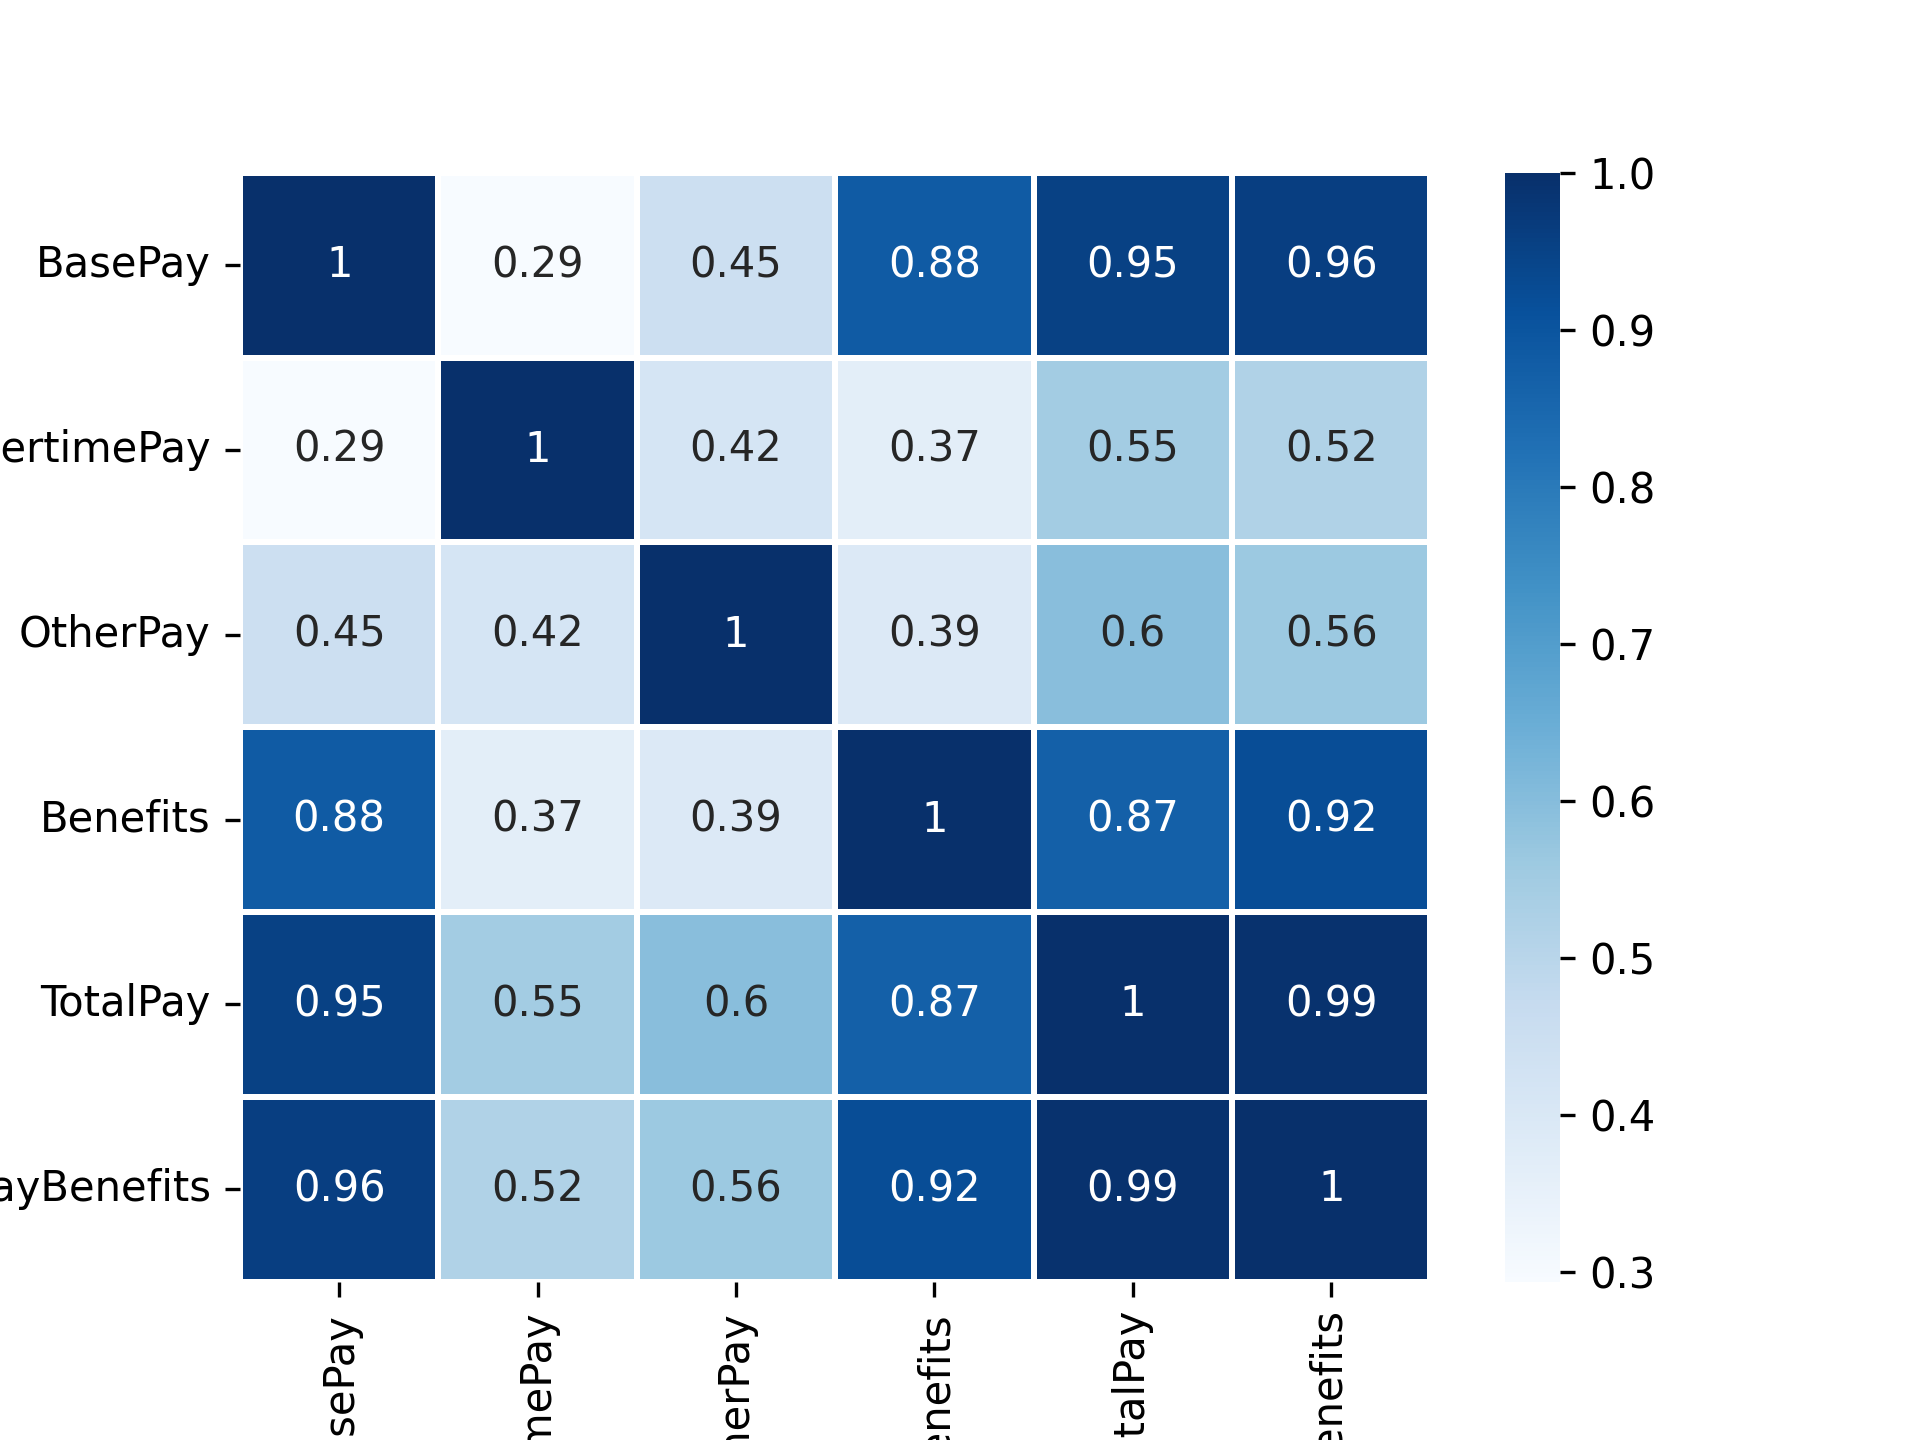 BasePay 1 0.29 0.45 0.88 0.95 0.96
ertimePay 0.29 1 0.42 0.37 0.55 0.52
OtherPay 0.45 0.42 1 0.39 0.6 0.56
Benefits 0.88 0.37 0.39 1 0.87 0.92
TotalPay 0.95 0.55 0.6 0.87 1 0.99
ayBenefits 0.96 0.52 0.56 0.92 0.99 1
sePay
mePay
herPay
enefits
talPay
enefits
1.0
0.9
0.8
0.7
0.6
0.5
0.4
0.3